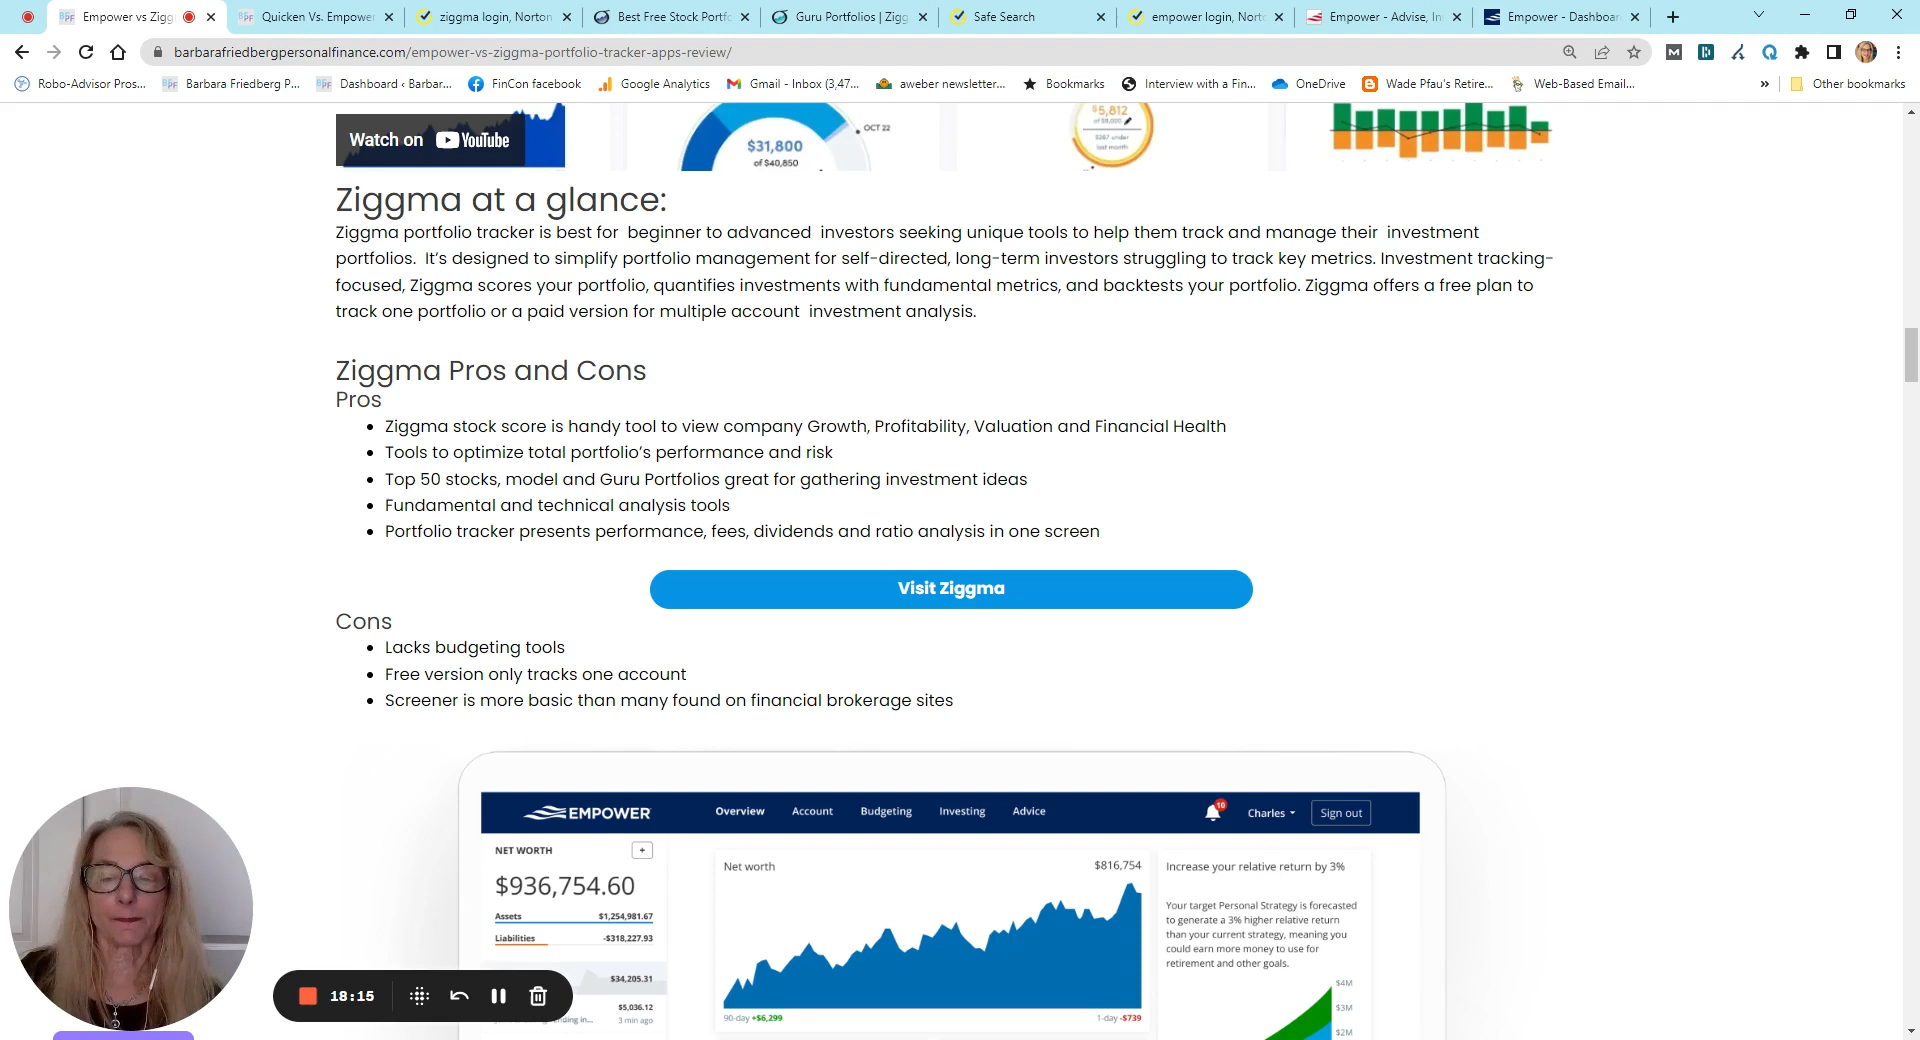 Empower vs Zigg
Quicken Vs. Empower
ziggma login, Norton
Best Free Stock Portfo
Guru Portfolios | Zigg
Safe Search
empower login, Norto
Empower - Advise, In
Empower - Dashboar
barbarafriedbergpersonalfinance.com/empower-vs-ziggma-portfolio-tracker-apps-review/
Robo-Advisor Pros...
Barbara Friedberg P...
Dashboard ‹ Barbar...
FinCon facebook
Google Analytics
Gmail - Inbox (3,47...
aweber newsletter...
Bookmarks
Interview with a Fin...
OneDrive
Wade Pfau's Retire...
Web-Based Email...
»
Other bookmarks
Watch on YouTube
$31,800
of $40,850
OCT 22
$5,812
of $6,000
$267 under
last month
Ziggma at a glance:
Ziggma portfolio tracker is best for beginner to advanced investors seeking unique tools to help them track and manage their investment
portfolios. It's designed to simplify portfolio management for self-directed, long-term investors struggling to track key metrics. Investment tracking-
focused, Ziggma scores your portfolio, quantifies investments with fundamental metrics, and backtests your portfolio. Ziggma offers a free plan to
track one portfolio or a paid version for multiple account investment analysis.
Ziggma Pros and Cons
Pros
• Ziggma stock score is handy tool to view company Growth, Profitability, Valuation and Financial Health
• Tools to optimize total portfolio's performance and risk
• Top 50 stocks, model and Guru Portfolios great for gathering investment ideas
• Fundamental and technical analysis tools
• Portfolio tracker presents performance, fees, dividends and ratio analysis in one screen
Visit Ziggma
Cons
• Lacks budgeting tools
• Free version only tracks one account
• Screener is more basic than many found on financial brokerage sites
EMPOWER
Overview
Account
Budgeting
Investing
Advice
10
Charles
Sign out
NET WORTH
+
$936,754.60
Assets
$1,254,981.67
Liabilities
-$318,227.93
$34,205.31
$5,036.12
3 min ago
Net worth
$816,754
90-day +$6,299
1-day -$739
Increase your relative return by 3%
Your target Personal Strategy is forecasted
to generate a 3% higher relative return
than your current strategy, meaning you
could earn more money to use for
retirement and other goals.
$4M
$3M
$2M
18:15